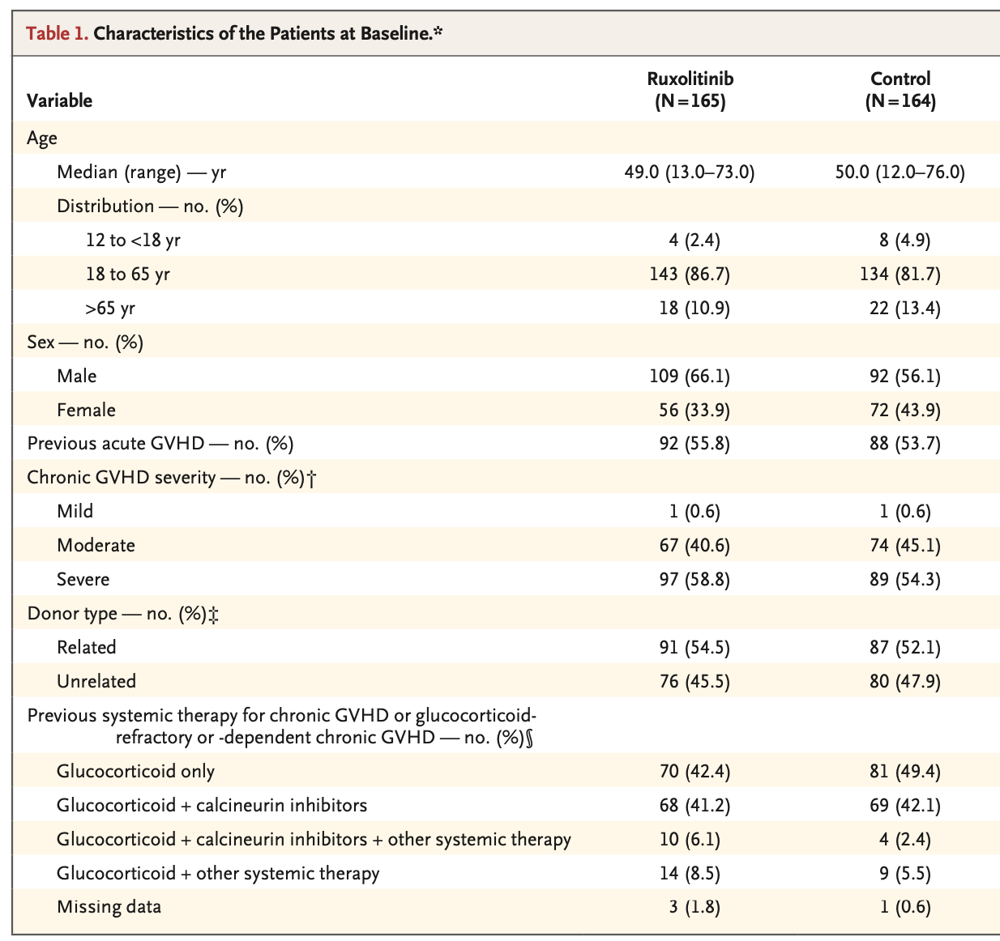 Table 1. Characteristics of the Patients at Baseline.*
Variable Ruxolitinib (N=165) Control (N=164)
Age
Median (range) — yr 49.0 (13.0–73.0) 50.0 (12.0–76.0)
Distribution — no. (%)
12 to <18 yr 4 (2.4) 8 (4.9)
18 to 65 yr 143 (86.7) 134 (81.7)
>65 yr 18 (10.9) 22 (13.4)
Sex — no. (%)
Male 109 (66.1) 92 (56.1)
Female 56 (33.9) 72 (43.9)
Previous acute GVHD — no. (%) 92 (55.8) 88 (53.7)
Chronic GVHD severity — no. (%)†
Mild 1 (0.6) 1 (0.6)
Moderate 67 (40.6) 74 (45.1)
Severe 97 (58.8) 89 (54.3)
Donor type — no. (%)‡
Related 91 (54.5) 87 (52.1)
Unrelated 76 (45.5) 80 (47.9)
Previous systemic therapy for chronic GVHD or glucocorticoid-
refractory or -dependent chronic GVHD — no. (%)§
Glucocorticoid only 70 (42.4) 81 (49.4)
Glucocorticoid + calcineurin inhibitors 68 (41.2) 69 (42.1)
Glucocorticoid + calcineurin inhibitors + other systemic therapy 10 (6.1) 4 (2.4)
Glucocorticoid + other systemic therapy 14 (8.5) 9 (5.5)
Missing data 3 (1.8) 1 (0.6)